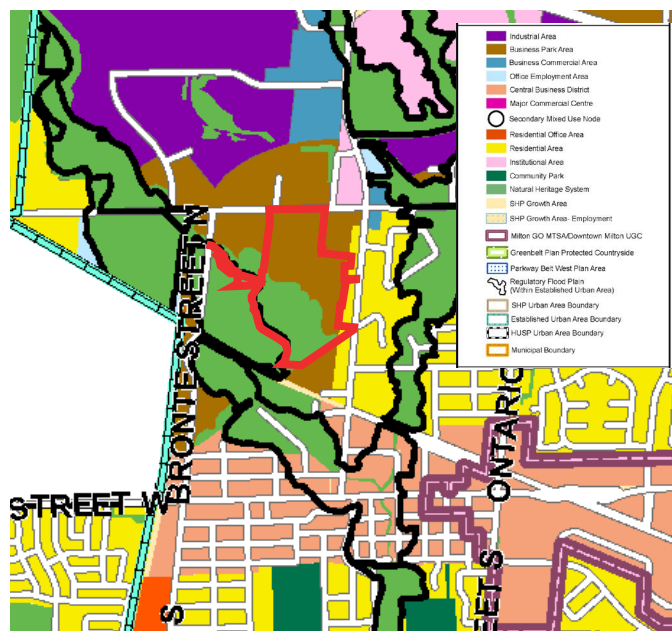 Industrial Area
Business Park Area
Business Commercial Area
Office Employment Area
Central Business District
Major Commercial Centre
Secondary Mixed Use Node
Residential Office Area
Residential Area
Institutional Area
Community Park
Natural Heritage System
SHP Growth Area
SHP Growth Area- Employment
Milton GO MTSA/Downtown Milton UGC
Greenbelt Plan Protected Countryside
Parkway Belt West Plan Area
Regulatory Flood Plain
(Within Established Urban Area)
SHP Urban Area Boundary
Established Urban Area Boundary
HUSP Urban Area Boundary
Municipal Boundary
BRONTE STREET N
ONTARIO
STREET W
S
EET S